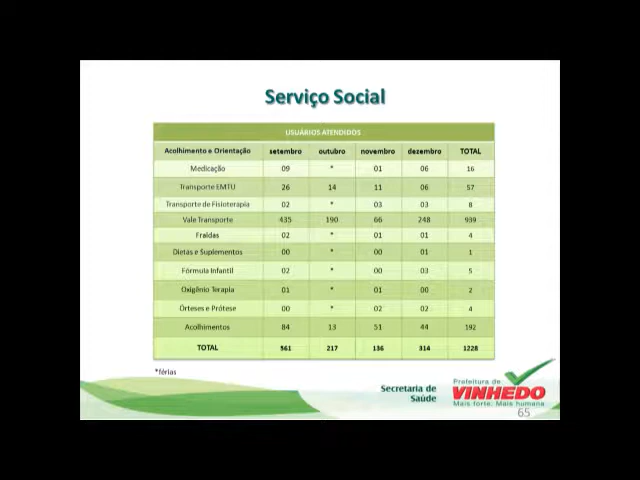 Serviço Social
USUÁRIOS ATENDIDOS
Acolhimento e Orientação setembro outubro novembro dezembro TOTAL
Medicação 09 * 01 06 16
Transporte EMTU 26 14 11 06 57
Transporte de Fisioterapia 02 * 03 03 8
Vale Transporte 435 190 66 248 939
Fraldas 02 * 01 01 4
Dietas e Suplementos 00 * 00 01 1
Fórmula Infantil 02 * 00 03 5
Oxigênio Terapia 01 * 01 00 2
Órteses e Prótese 00 * 02 02 4
Acolhimentos 84 13 51 44 192
TOTAL 561 217 136 314 1228
*férias
Secretaria de
Saúde
Prefeitura de
VINHEDO
Mais forte. Mais humana
65